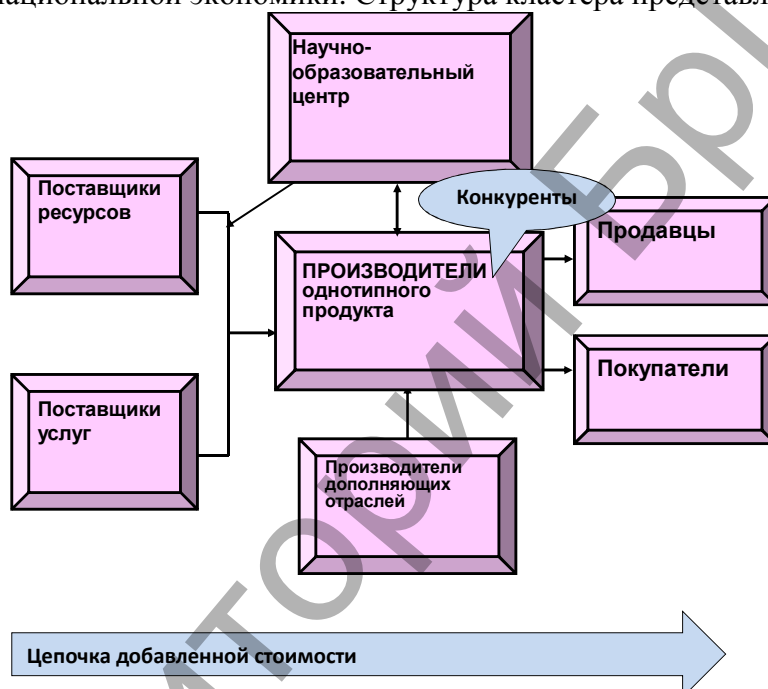 национальной экономики. Структура кластера представл
Научно-
образовательный
центр
Поставщики
ресурсов
Конкуренты
Продавцы
ПРОИЗВОДИТЕЛИ
однотипного
продукта
Покупатели
Поставщики
услуг
Производители
дополняющих
отраслей
Цепочка добавленной стоимости